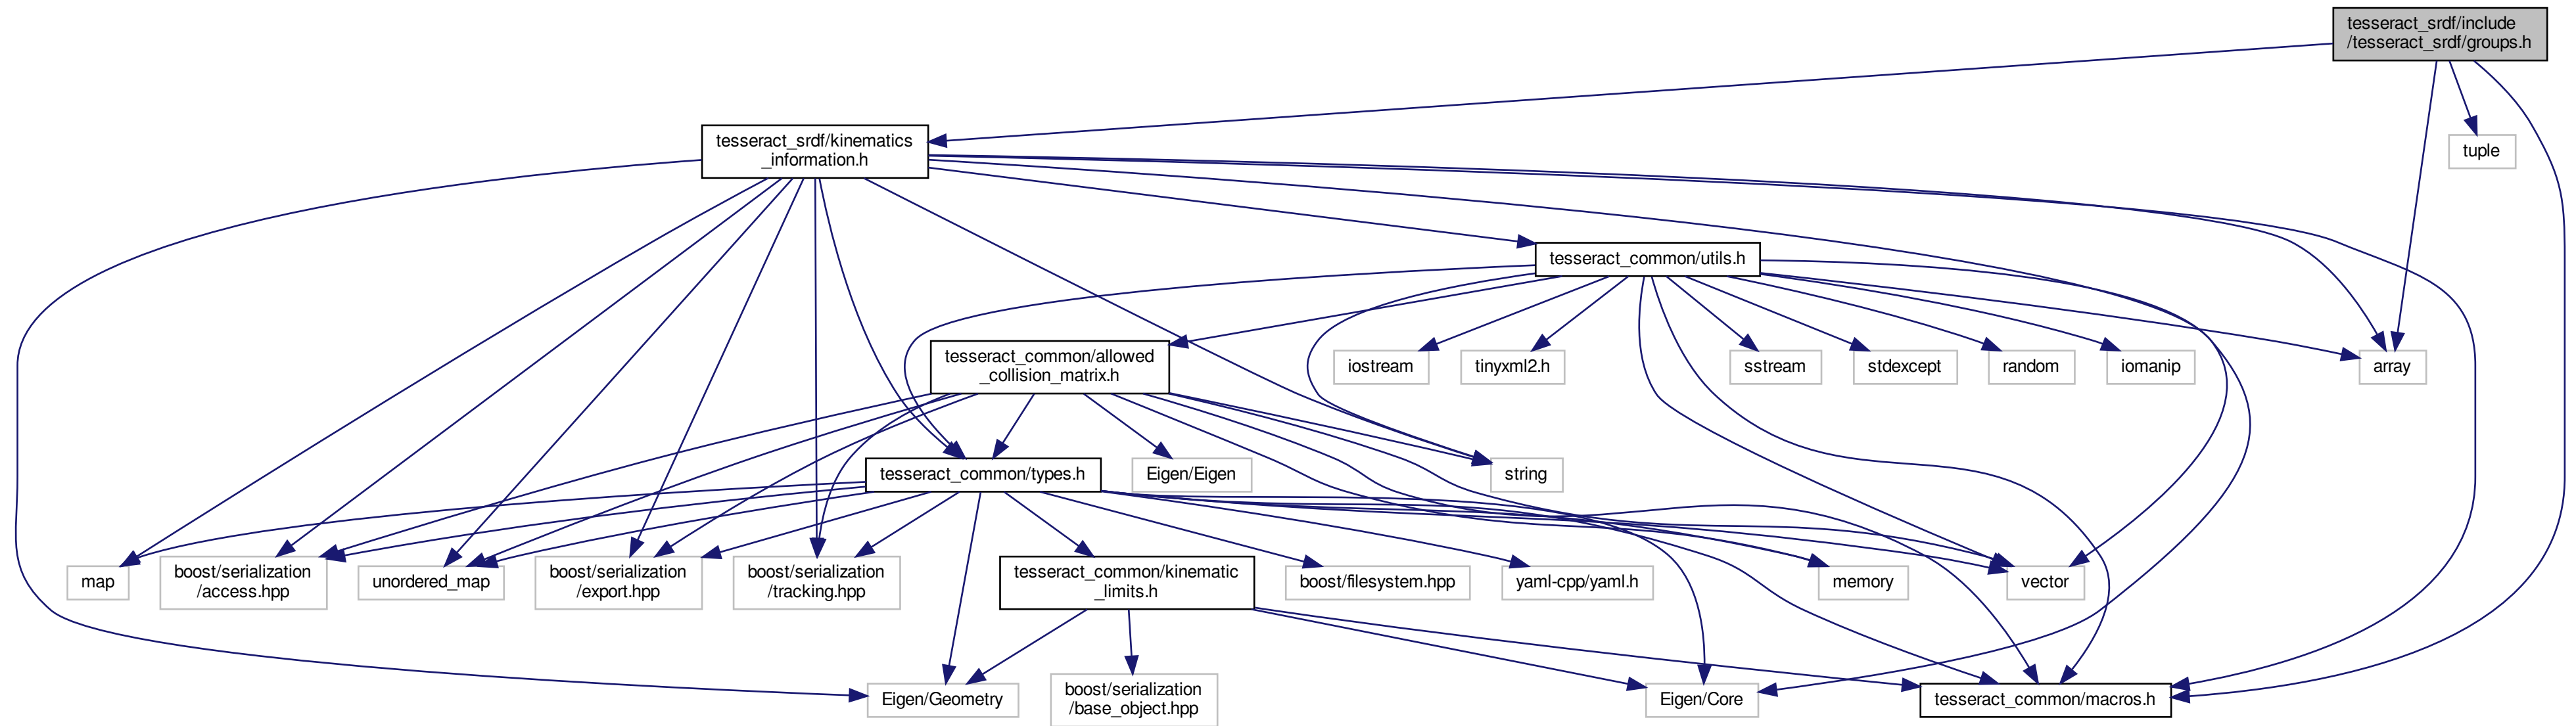 tesseract_srdf/include
/tesseract_srdf/groups.h
tesseract_srdf/kinematics
_information.h
tuple
tesseract_common/utils.h
tesseract_common/allowed
_collision_matrix.h
iostream
tinyxml2.h
sstream
stdexcept
random
iomanip
array
tesseract_common/types.h
Eigen/Eigen
string
map
boost/serialization
/access.hpp
unordered_map
boost/serialization
/export.hpp
boost/serialization
/tracking.hpp
tesseract_common/kinematic
_limits.h
boost/filesystem.hpp
yaml-cpp/yaml.h
memory
vector
Eigen/Geometry
boost/serialization
/base_object.hpp
Eigen/Core
tesseract_common/macros.h